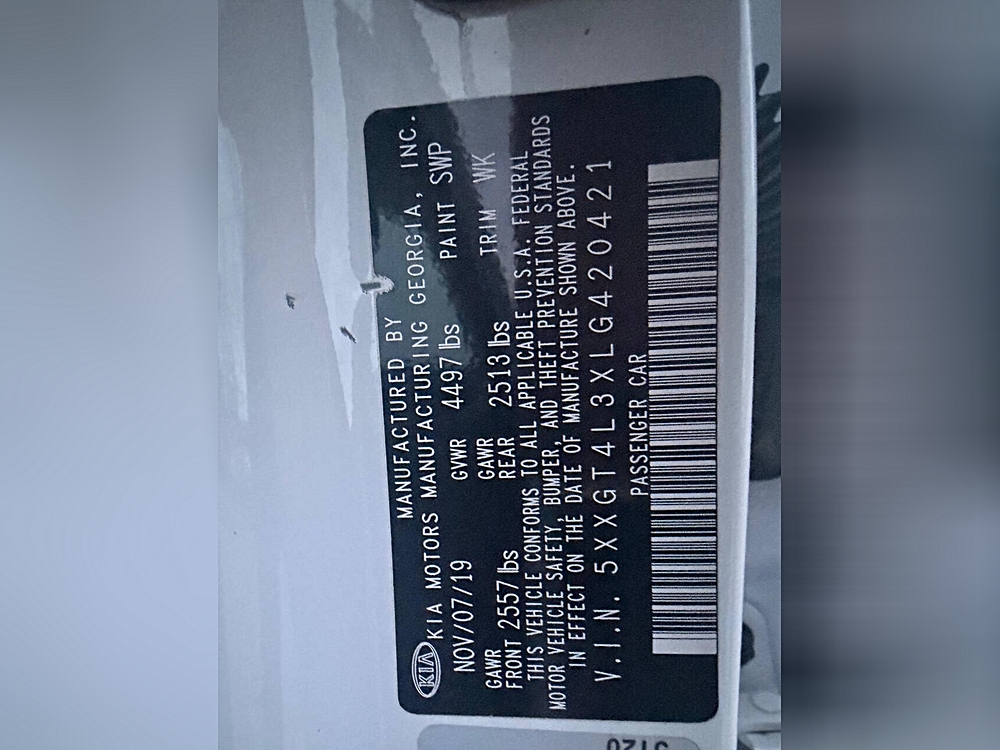 MANUFACTURED BY
KIA KIA MOTORS MANUFACTURING GEORGIA, INC.
NOV/07/19 GVWR 4497 lbs PAINT SWP
GAWR FRONT 2557 lbs GAWR REAR 2513 lbs TRIM WK
THIS VEHICLE CONFORMS TO ALL APPLICABLE U.S.A. FEDERAL
MOTOR VEHICLE SAFETY, BUMPER, AND THEFT PREVENTION STANDARDS
IN EFFECT ON THE DATE OF MANUFACTURE SHOWN ABOVE.
V.I.N. 5XXGT4L3XLG420421
PASSENGER CAR